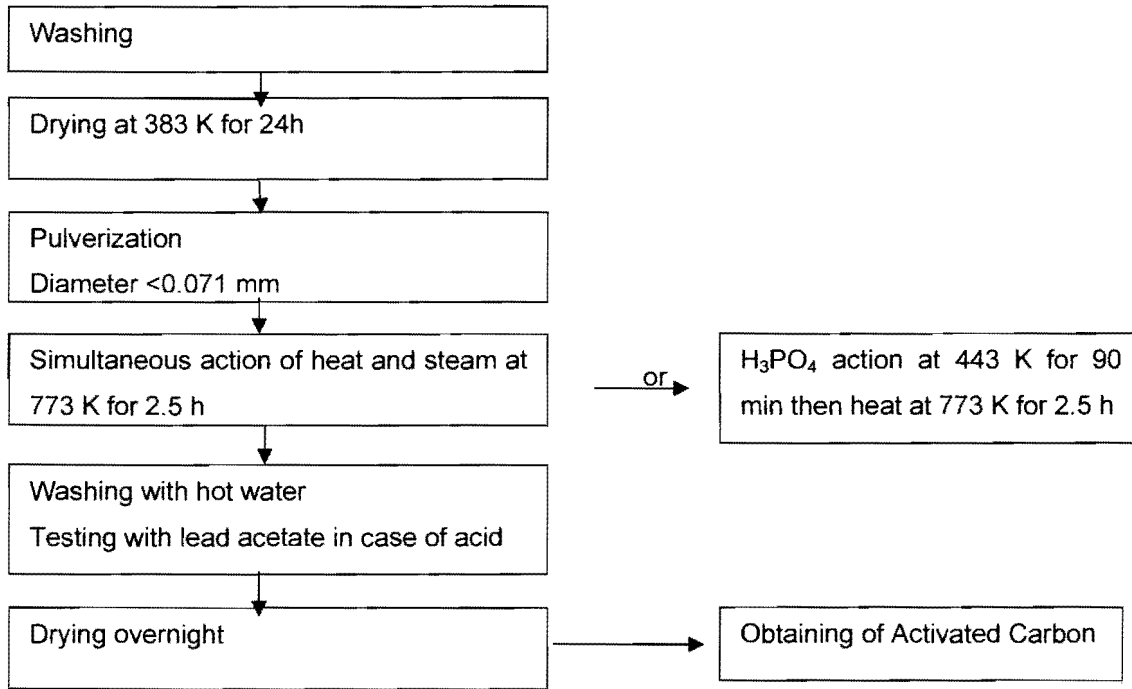 Washing
Drying at 383 K for 24h
Pulverization
Diameter <0.071 mm
Simultaneous action of heat and steam at
773 K for 2.5 h
or
H₃PO₄ action at 443 K for 90
min then heat at 773 K for 2.5 h
Washing with hot water
Testing with lead acetate in case of acid
Drying overnight
Obtaining of Activated Carbon